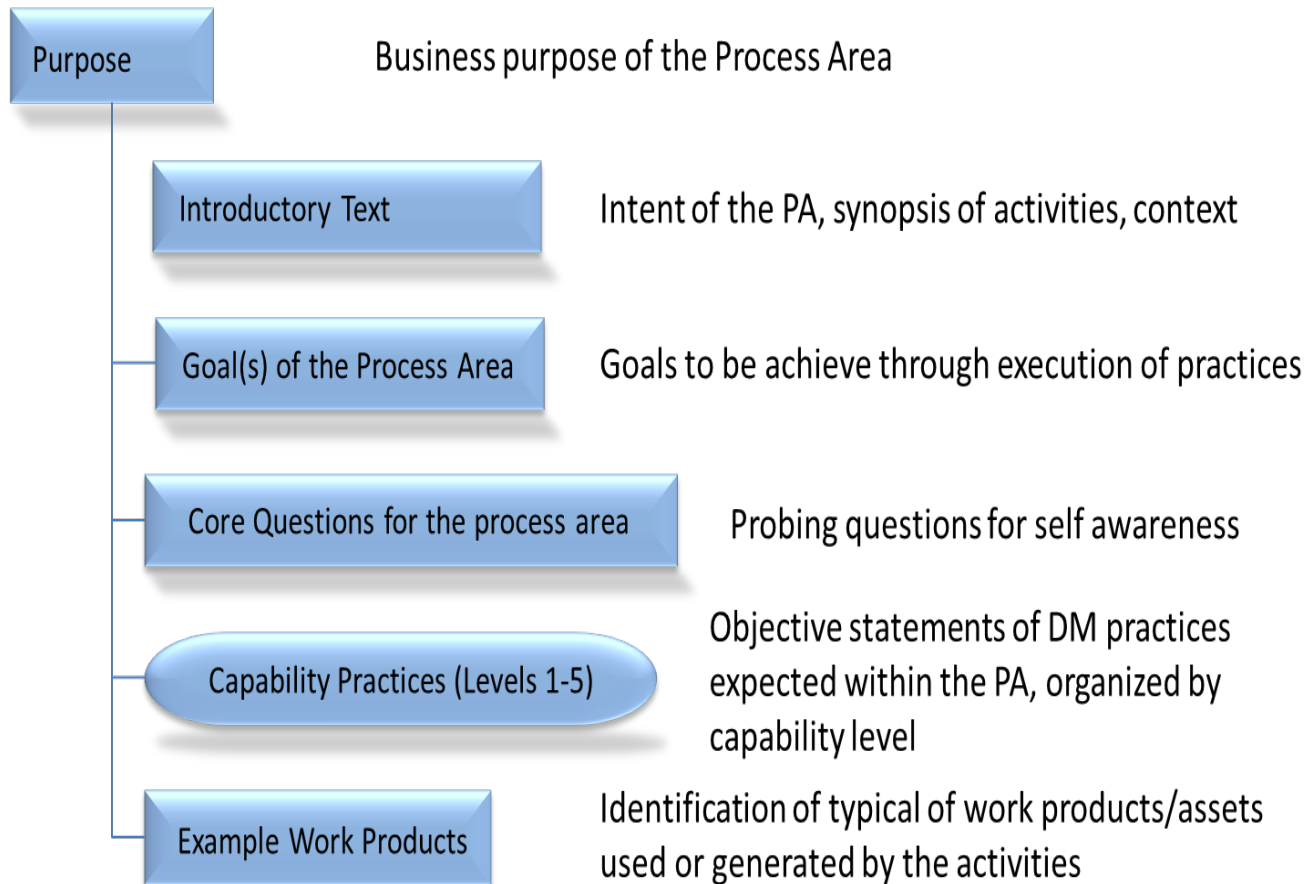 Purpose
Business purpose of the Process Area
Introductory Text
Intent of the PA, synopsis of activities, context
Goal(s) of the Process Area
Goals to be achieve through execution of practices
Core Questions for the process area
Probing questions for self awareness
Capability Practices (Levels 1-5)
Objective statements of DM practices
expected within the PA, organized by
capability level
Example Work Products
Identification of typical of work products/assets
used or generated by the activities